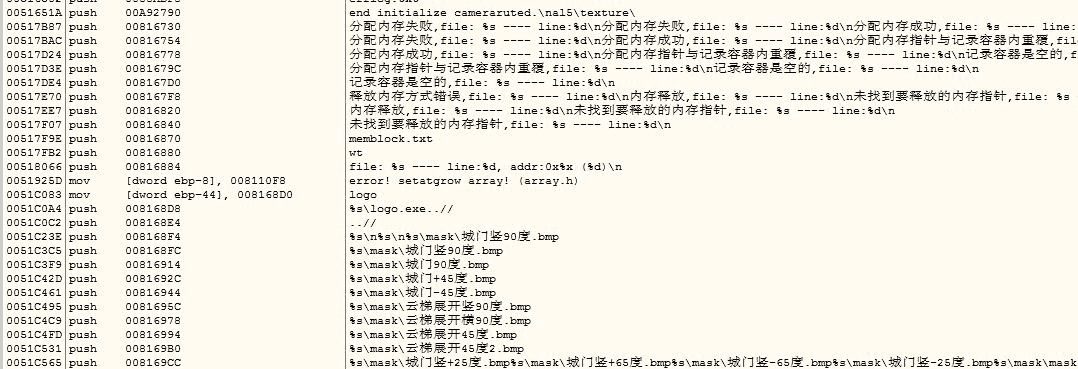 0051651A push 00A92790 end initialize cameraruted.\nal5\texture\
00517B87 push 00816730 分配内存失败,file: %s ---- line:%d\n分配内存失败,file: %s ---- line:%d\n分配内存成功,file: %s ---- line:
00517BAC push 00816754 分配内存失败,file: %s ---- line:%d\n分配内存成功,file: %s ---- line:%d\n分配内存指针与记录容器内重覆,fil
00517D24 push 00816778 分配内存成功,file: %s ---- line:%d\n分配内存指针与记录容器内重覆,file: %s ---- line:%d\n记录容器是空的,f
00517D3E push 0081679C 分配内存指针与记录容器内重覆,file: %s ---- line:%d\n记录容器是空的,file: %s ---- line:%d\n
00517DE4 push 008167D0 记录容器是空的,file: %s ---- line:%d\n
00517E70 push 008167F8 释放内存方式错误,file: %s ---- line:%d\n内存释放,file: %s ---- line:%d\n未找到要释放的内存指针,file: %s -
00517EE7 push 00816820 内存释放,file: %s ---- line:%d\n未找到要释放的内存指针,file: %s ---- line:%d\n
00517F07 push 00816840 未找到要释放的内存指针,file: %s ---- line:%d\n
00517F9E push 00816870 memblock.txt
00517FB2 push 00816880 wt
00518066 push 00816884 file: %s ---- line:%d, addr:0x%x (%d)\n
0051925D mov [dword ebp-8], 008110F8 error! setatgrow array! (array.h)
0051C083 mov [dword ebp-44], 008168D0 logo
0051C0A4 push 008168D8 %s\logo.exe..//
0051C0C2 push 008168E4 ..//
0051C23E push 008168F4 %s\n%s\n%s\mask\城门竖90度.bmp
0051C3C5 push 008168FC %s\mask\城门竖90度.bmp
0051C3F9 push 00816914 %s\mask\城门90度.bmp
0051C42D push 0081692C %s\mask\城门+45度.bmp
0051C461 push 00816944 %s\mask\城门-45度.bmp
0051C495 push 0081695C %s\mask\云梯展开竖90度.bmp
0051C4C9 push 00816978 %s\mask\云梯展开横90度.bmp
0051C4FD push 00816994 %s\mask\云梯展开45度.bmp
0051C531 push 008169B0 %s\mask\云梯展开45度2.bmp
0051C565 push 008169CC %s\mask\城门竖+25度.bmp%s\mask\城门竖+65度.bmp%s\mask\城门竖-65度.bmp%s\mask\城门竖-25度.bmp%s\mask\mask